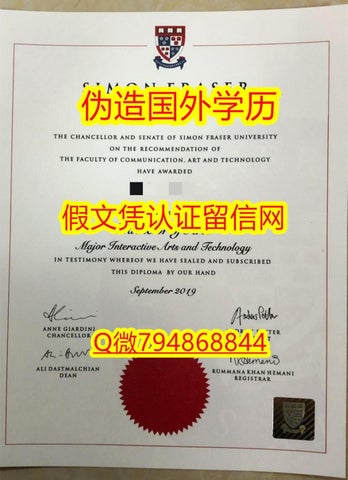 SIMON FRASER
伪造国外学历
THE CHANCELLOR AND SENATE OF SIMON FRASER UNIVERSITY
ON THE RECOMMENDATION OF
THE FACULTY OF COMMUNICATION, ART AND TECHNOLOGY
HAVE AWARDED
假文凭认证留信网
Major Interactive Arts and Technology
IN TESTIMONY WHEREOF WE HAVE SEALED AND SUBSCRIBED
THIS DIPLOMA BY OUR HAND
September 2019
ANNE GIARDINI
CHANCELLOR
Q微794868844
ALI DASTMALCHIAN
DEAN
RUMMANA KHAN HEMANI
REGISTRAR